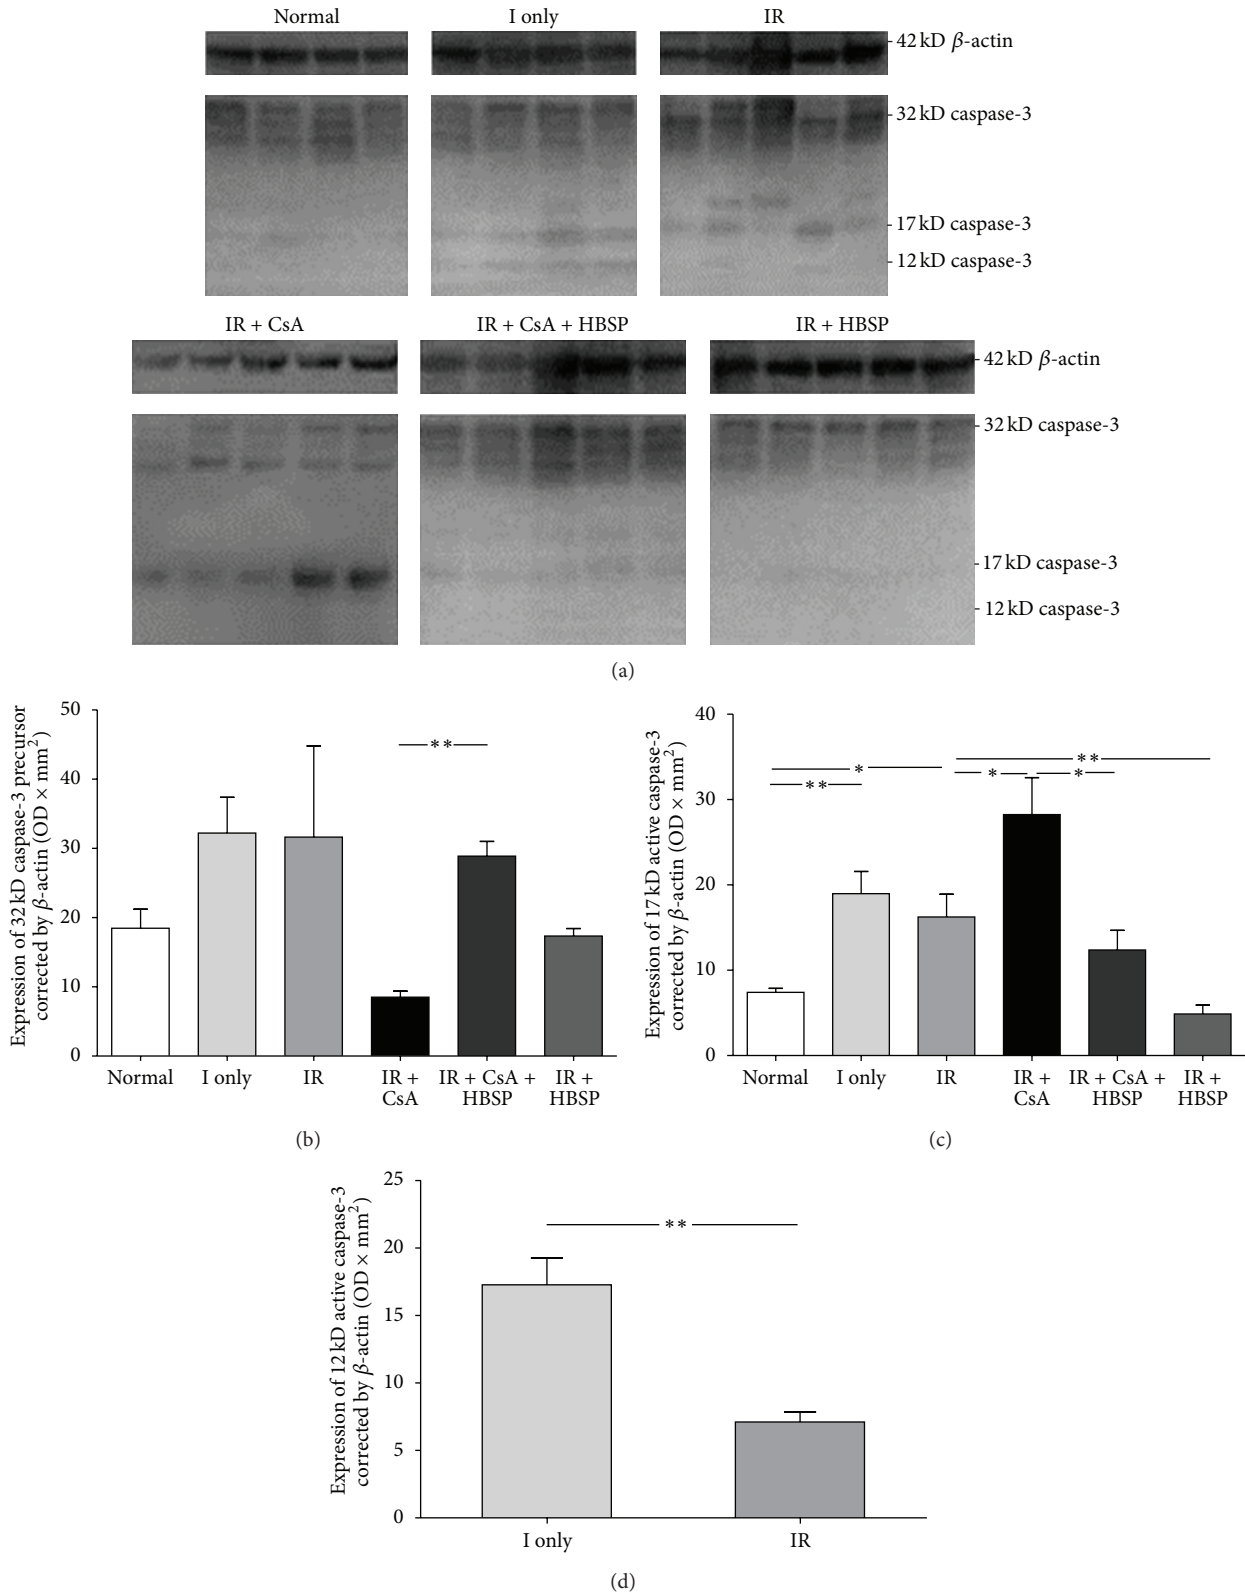 Normal I only IR
42 kD β-actin
32 kD caspase-3
17 kD caspase-3
12 kD caspase-3
IR + CsA IR + CsA + HBSP IR + HBSP
42 kD β-actin
32 kD caspase-3
17 kD caspase-3
12 kD caspase-3
(a)
Expression of 32 kD caspase-3 precursor
corrected by β-actin (OD × mm²)
50
40
30
20
10
0
**
Normal I only IR IR + CsA IR + CsA + HBSP IR + HBSP
(b)
Expression of 17 kD active caspase-3
corrected by β-actin (OD × mm²)
40
30
20
10
0
**
*
* *
**
Normal I only IR IR + CsA IR + CsA + HBSP IR + HBSP
(c)
Expression of 12 kD active caspase-3
corrected by β-actin (OD × mm²)
25
20
15
10
5
0
**
I only IR
(d)